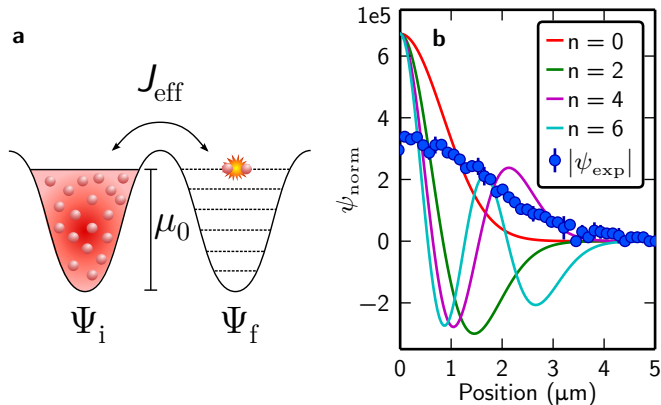 a
J_eff
μ_0
Ψ_i
Ψ_f
b
1e5
n = 0
n = 2
n = 4
n = 6
|ψ_exp|
ψ_norm
6
4
2
0
−2
0
1
2
3
4
5
Position (μm)